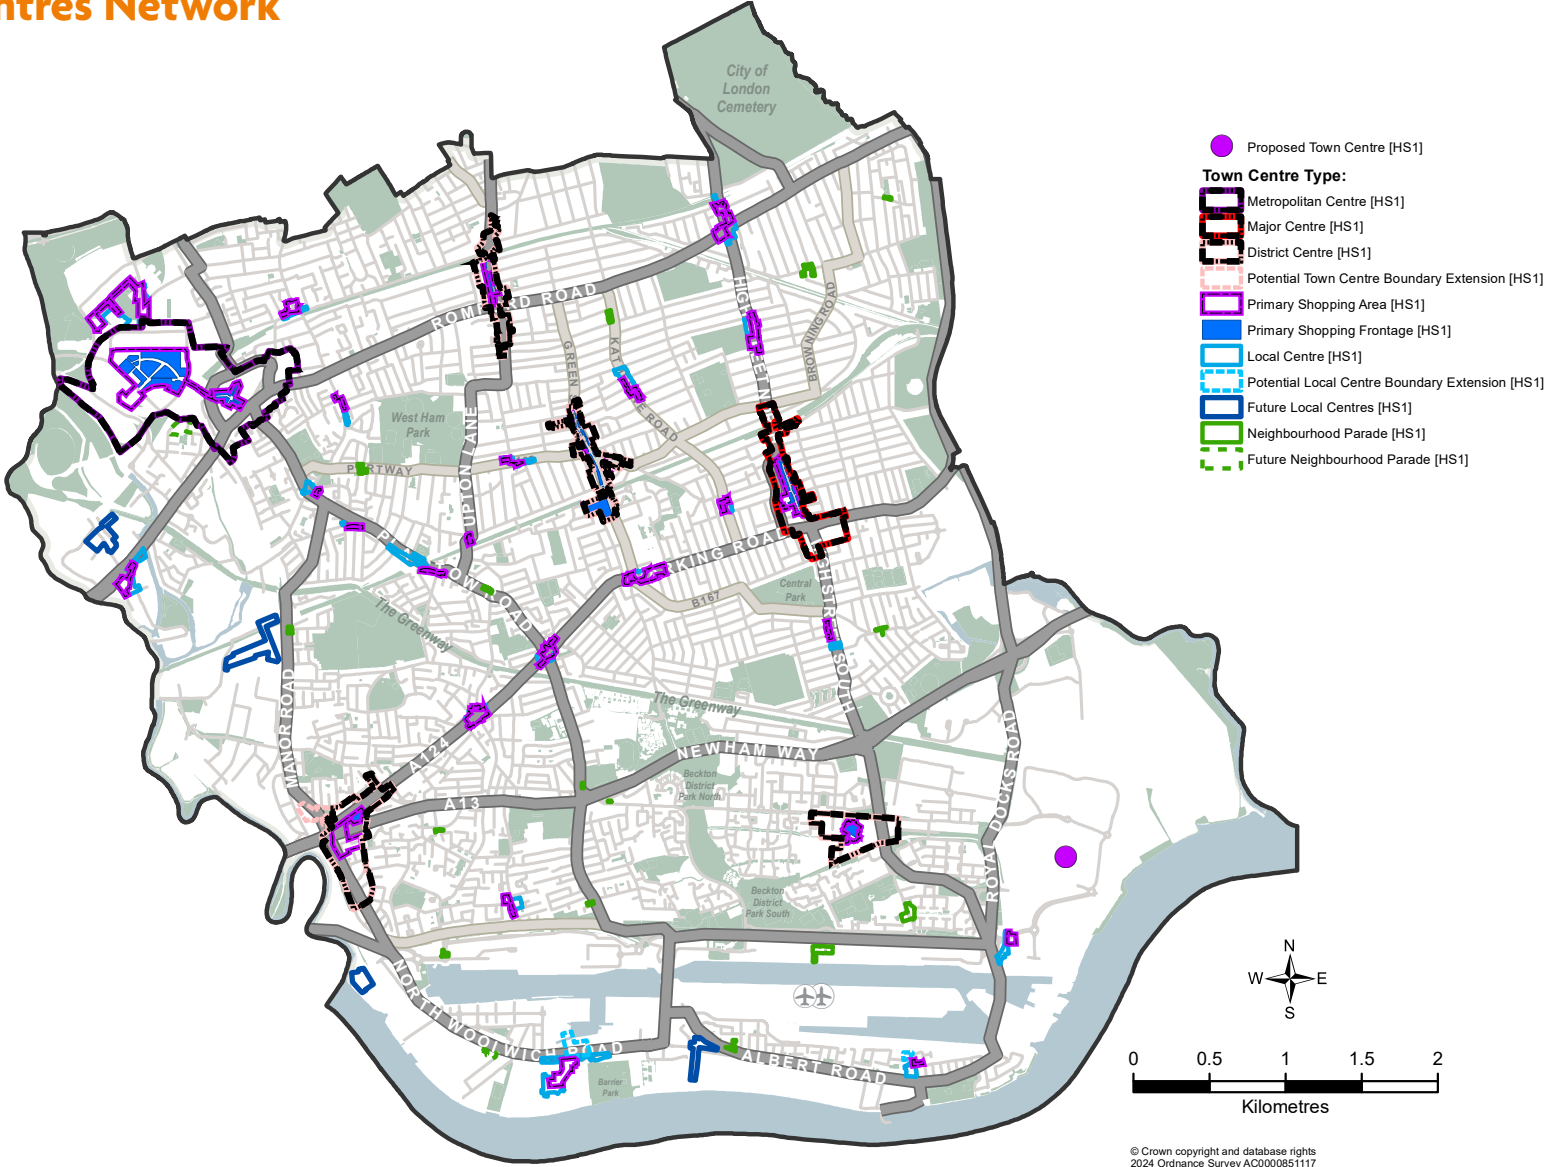 ntres Network
City of
London
Cemetery
Proposed Town Centre [HS1]
Town Centre Type:
Metropolitan Centre [HS1]
Major Centre [HS1]
District Centre [HS1]
Potential Town Centre Boundary Extension [HS1]
Primary Shopping Area [HS1]
Primary Shopping Frontage [HS1]
Local Centre [HS1]
Potential Local Centre Boundary Extension [HS1]
Future Local Centres [HS1]
Neighbourhood Parade [HS1]
Future Neighbourhood Parade [HS1]
ROM
D ROAD
GREEN
KAT
E ROAD
BROWNING ROAD
West Ham
Park
UPTON LANE
The Greenway
B167
Central
Park
The Greenway
MANOR ROAD
A124
NEWHAM WAY
Beckton
District
Park North
A13
ROYAL DOCKS ROAD
Beckton
District
Park South
NORTH WOOLWICH ROAD
ALBERT ROAD
Barrier
Park
N
W
E
S
0 0.5 1 1.5 2
Kilometres
© Crown copyright and database rights
2024 Ordnance Survey AC0000851117